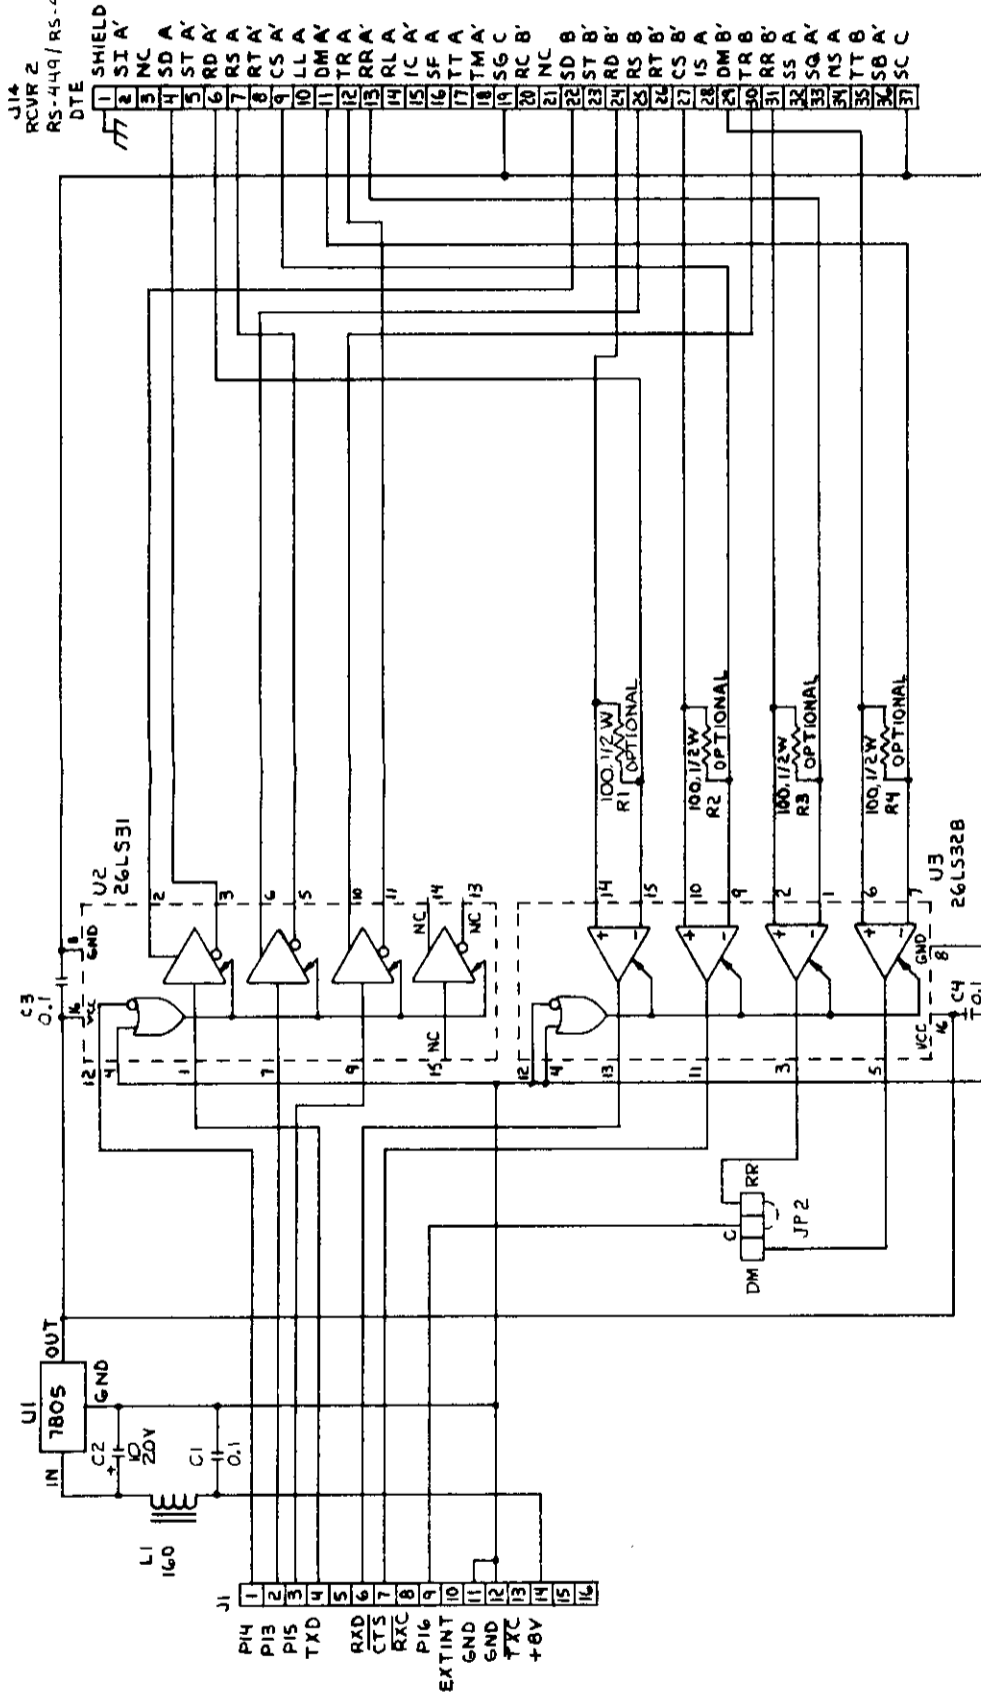 J14
RCVR 2
RS-449/RS-4
DTE
1 SHIELD
2 SI A'
3 NC
4 SD A
5 ST A'
6 RD A'
7 RS A
8 RT A'
9 CS A'
10 LL A
11 DM A'
12 TR A
13 RR A'
14 RL A
15 IC A'
16 SF A
17 TT A
18 TM A'
19 SG C
20 RC B'
21 NC
22 SD B
23 ST B'
24 RD B'
25 RS B
26 RT B'
27 CS B'
28 IS A
29 DM B'
30 TR B
31 RR B'
32 SS A
33 SQ A'
34 NS A
35 TT B
36 SB A'
37 SC C
100, 1/2 W
R1
OPTIONAL
100, 1/2 W
R2
OPTIONAL
100, 1/2 W
R3
OPTIONAL
100, 1/2 W
R4
OPTIONAL
U2
26LS31
2
3
6
5
10
11
14
13
NC
NC
NC
15
C3
0.1
8
GND
16
VCC
12
4
1
7
9
U3
26LS32B
14
15
10
9
2
1
6
7
+
-
+
-
+
-
+
-
GND
8
VCC
16
C4
0.1
12
4
13
11
3
5
RR
C
DM
JP2
U1
7805
IN
OUT
GND
C2
+
10
20V
C1
0.1
L1
160
J1
1 P14
2 P13
3 P15
4 TXD
5
6 RXD
7 CTS
8 RXC
9 P16
10 EXTINT
11 GND
12 GND
13 TXC
14 +8V
15
16